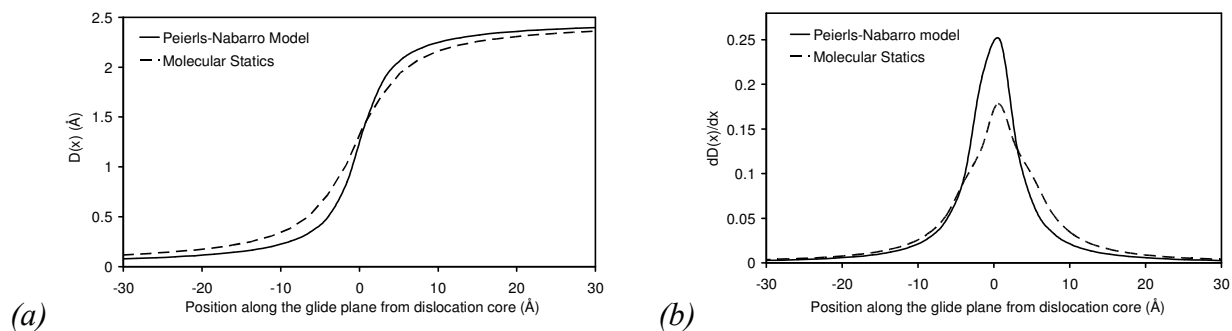 2.5
2
1.5
1
0.5
0
D(x) (Å)
Peierls-Nabarro Model
Molecular Statics
-30 -20 -10 0 10 20 30
Position along the glide plane from dislocation core (Å)
(a)
0.25
0.2
0.15
0.1
0.05
0
dD(x)/dx
Peierls-Nabarro model
Molecular Statics
-30 -20 -10 0 10 20 30
Position along the glide plane from dislocation core (Å)
(b)